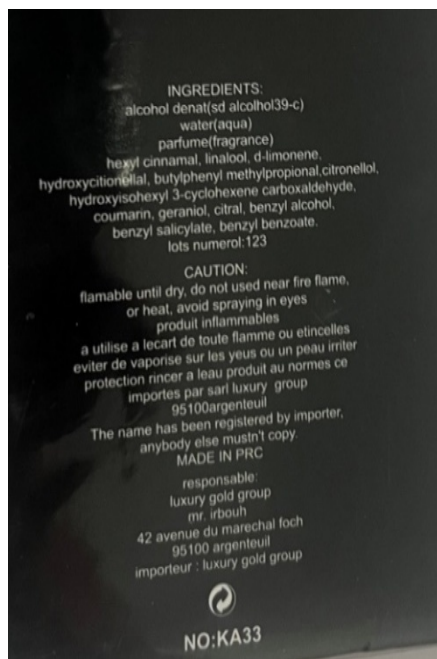 INGREDIENTS:
alcohol denat(sd alcolhol39-c)
water(aqua)
parfume(fragrance)
hexyl cinnamal, linalool, d-limonene,
hydroxycitionellal, butylphenyl methylpropional,citronellol,
hydroxyisohexyl 3-cyclohexene carboxaldehyde,
coumarin, geraniol, citral, benzyl alcohol,
benzyl salicylate, benzyl benzoate.
lots numerol:123
CAUTION:
flamable until dry, do not used near fire flame,
or heat, avoid spraying in eyes
produit inflammables
a utilise a lecart de toute flamme ou etincelles
eviter de vaporise sur les yeus ou un peau irriter
protection rincer a leau produit au normes ce
importes par sarl luxury group
95100argenteuil
The name has been registered by importer,
anybody else mustn't copy.
MADE IN PRC
responsable:
luxury gold group
mr. irbouh
42 avenue du marechal foch
95100 argenteuil
importeur : luxury gold group
NO:KA33